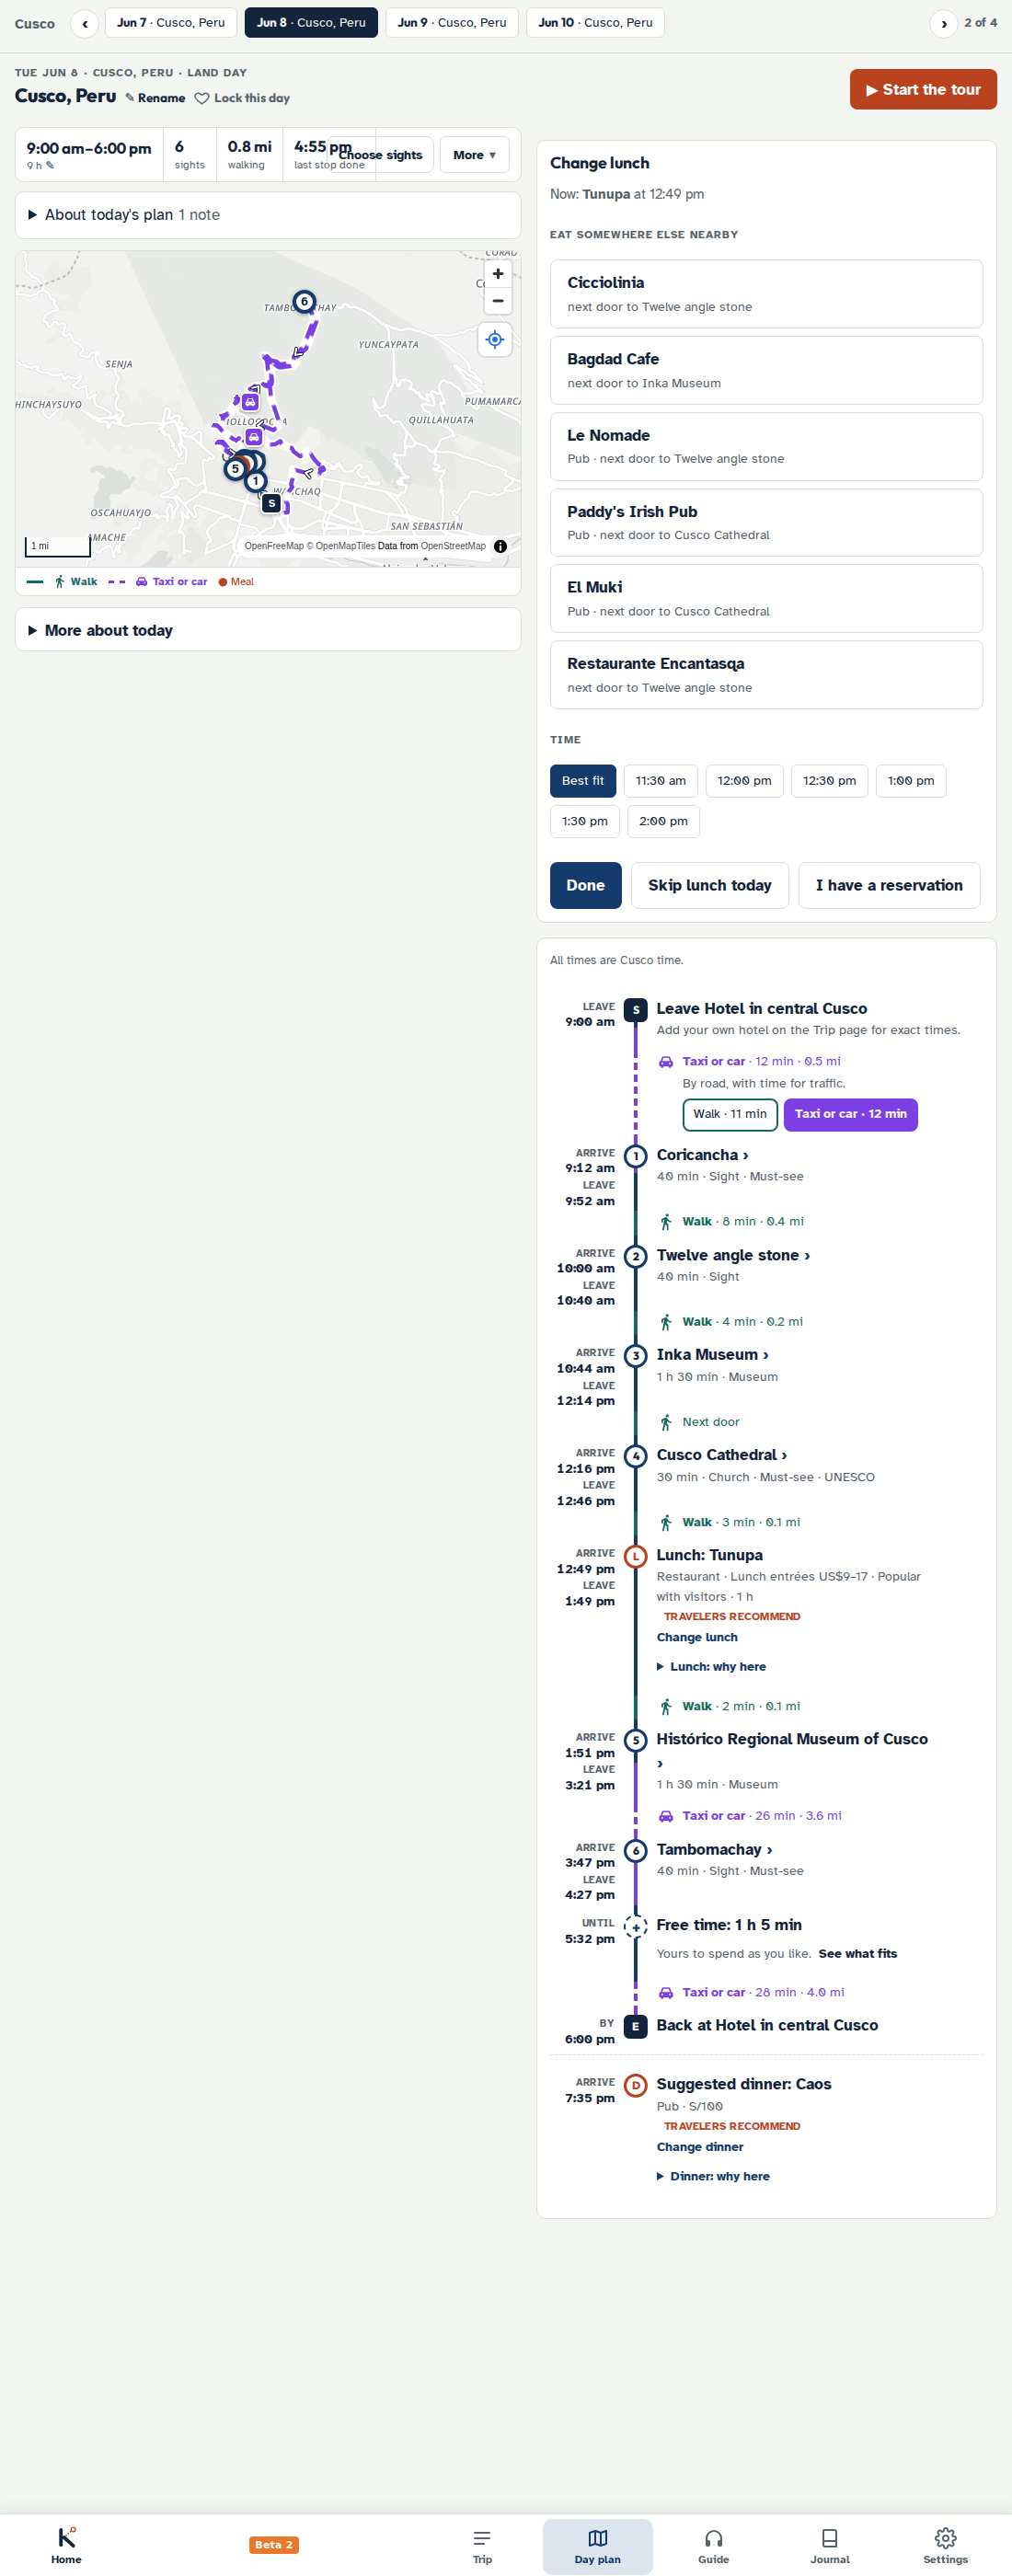 Cusco
‹
Jun 7 · Cusco, Peru
Jun 8 · Cusco, Peru
Jun 9 · Cusco, Peru
Jun 10 · Cusco, Peru
›
2 of 4
TUE JUN 8 · CUSCO, PERU · LAND DAY
Cusco, Peru ✎ Rename Lock this day
▶ Start the tour
9:00 am–6:00 pm
9 h ✎
6
sights
0.8 mi
walking
4:55 pm
last stop done
Choose sights
More ▾
▶ About today's plan 1 note
CORAO
TAMBOMACHAY
YUNCAYPATA
SENJA
HINCHAYSUYO
PUMAMARCA
QUILLAHUATA
OSCAHUAYJO
SAN SEBASTIÁN
6
5
1
S
+
−
1 mi
OpenFreeMap © OpenMapTiles Data from OpenStreetMap
Walk
Taxi or car
Meal
▶ More about today
Change lunch
Now: Tunupa at 12:49 pm
EAT SOMEWHERE ELSE NEARBY
Cicciolinia
next door to Twelve angle stone
Bagdad Cafe
next door to Inka Museum
Le Nomade
Pub · next door to Twelve angle stone
Paddy's Irish Pub
Pub · next door to Cusco Cathedral
El Muki
Pub · next door to Cusco Cathedral
Restaurante Encantasqa
next door to Twelve angle stone
TIME
Best fit
11:30 am
12:00 pm
12:30 pm
1:00 pm
1:30 pm
2:00 pm
Done
Skip lunch today
I have a reservation
All times are Cusco time.
LEAVE
9:00 am
S
Leave Hotel in central Cusco
Add your own hotel on the Trip page for exact times.
Taxi or car · 12 min · 0.5 mi
By road, with time for traffic.
Walk · 11 min
Taxi or car · 12 min
ARRIVE
9:12 am
LEAVE
9:52 am
1
Coricancha ›
40 min · Sight · Must-see
Walk · 8 min · 0.4 mi
ARRIVE
10:00 am
LEAVE
10:40 am
2
Twelve angle stone ›
40 min · Sight
Walk · 4 min · 0.2 mi
ARRIVE
10:44 am
LEAVE
12:14 pm
3
Inka Museum ›
1 h 30 min · Museum
Next door
ARRIVE
12:16 pm
LEAVE
12:46 pm
4
Cusco Cathedral ›
30 min · Church · Must-see · UNESCO
Walk · 3 min · 0.1 mi
ARRIVE
12:49 pm
LEAVE
1:49 pm
L
Lunch: Tunupa
Restaurant · Lunch entrées US$9–17 · Popular
with visitors · 1 h
TRAVELERS RECOMMEND
Change lunch
▶ Lunch: why here
Walk · 2 min · 0.1 mi
ARRIVE
1:51 pm
LEAVE
3:21 pm
5
Histórico Regional Museum of Cusco
›
1 h 30 min · Museum
Taxi or car · 26 min · 3.6 mi
ARRIVE
3:47 pm
LEAVE
4:27 pm
6
Tambomachay ›
40 min · Sight · Must-see
UNTIL
5:32 pm
+
Free time: 1 h 5 min
Yours to spend as you like. See what fits
Taxi or car · 28 min · 4.0 mi
BY
6:00 pm
E
Back at Hotel in central Cusco
ARRIVE
7:35 pm
D
Suggested dinner: Caos
Pub · S/100
TRAVELERS RECOMMEND
Change dinner
▶ Dinner: why here
Home
Beta 2
Trip
Day plan
Guide
Journal
Settings